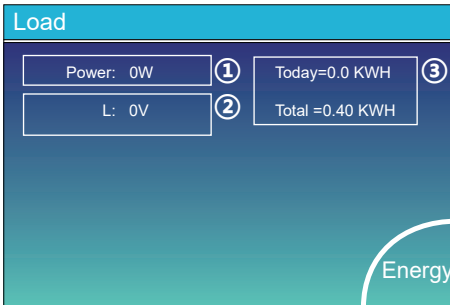 Load
Power: 0W
①
Today=0.0 KWH
③
L: 0V
②
Total =0.40 KWH
Energy